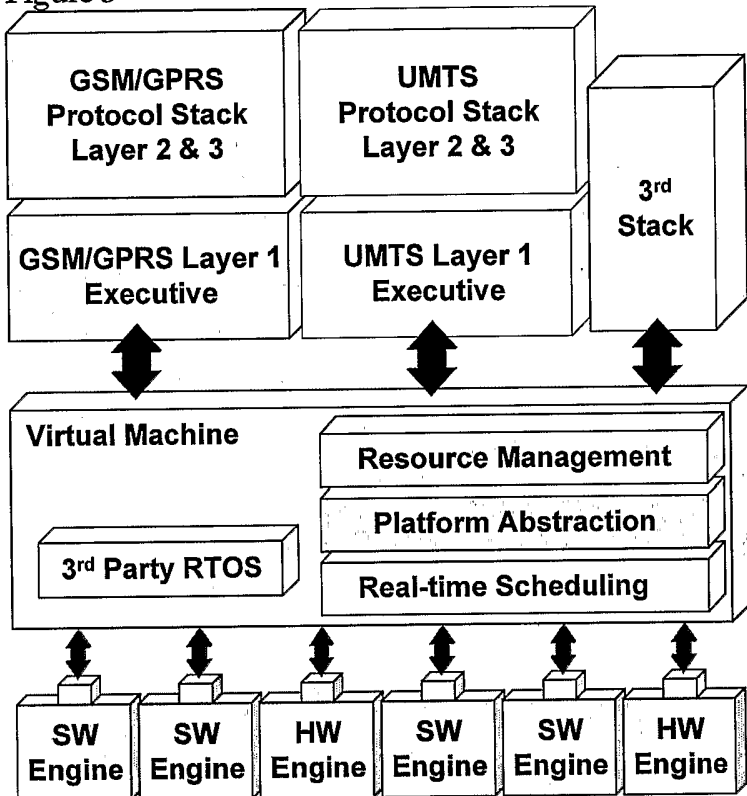 GSM/GPRS
Protocol Stack
Layer 2 & 3
UMTS
Protocol Stack
Layer 2 & 3
3rd
Stack
GSM/GPRS Layer 1
Executive
UMTS Layer 1
Executive
Virtual Machine
Resource Management
Platform Abstraction
3rd Party RTOS
Real-time Scheduling
SW
Engine
SW
Engine
HW
Engine
SW
Engine
SW
Engine
HW
Engine